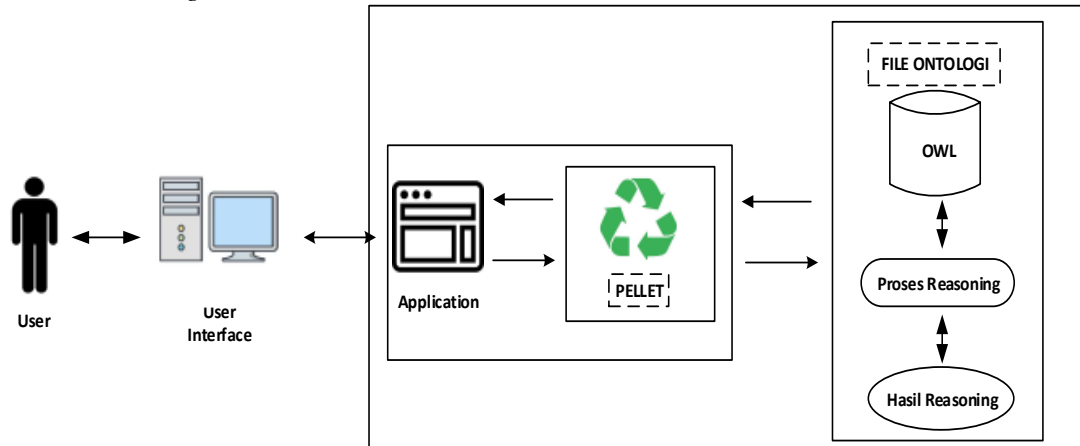 User
User
Interface
Application
PELLET
FILE ONTOLOGI
OWL
Proses Reasoning
Hasil Reasoning